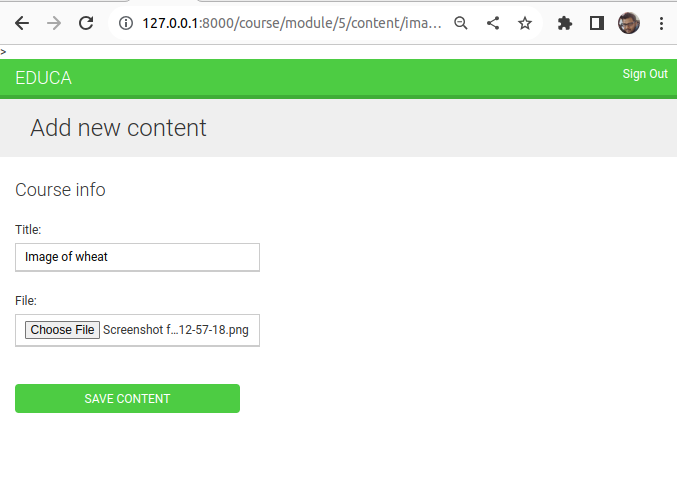 127.0.0.1:8000/course/module/5/content/ima...
>
EDUCA
Sign Out
Add new content
Course info
Title:
Image of wheat
File:
Choose File Screenshot f...12-57-18.png
SAVE CONTENT